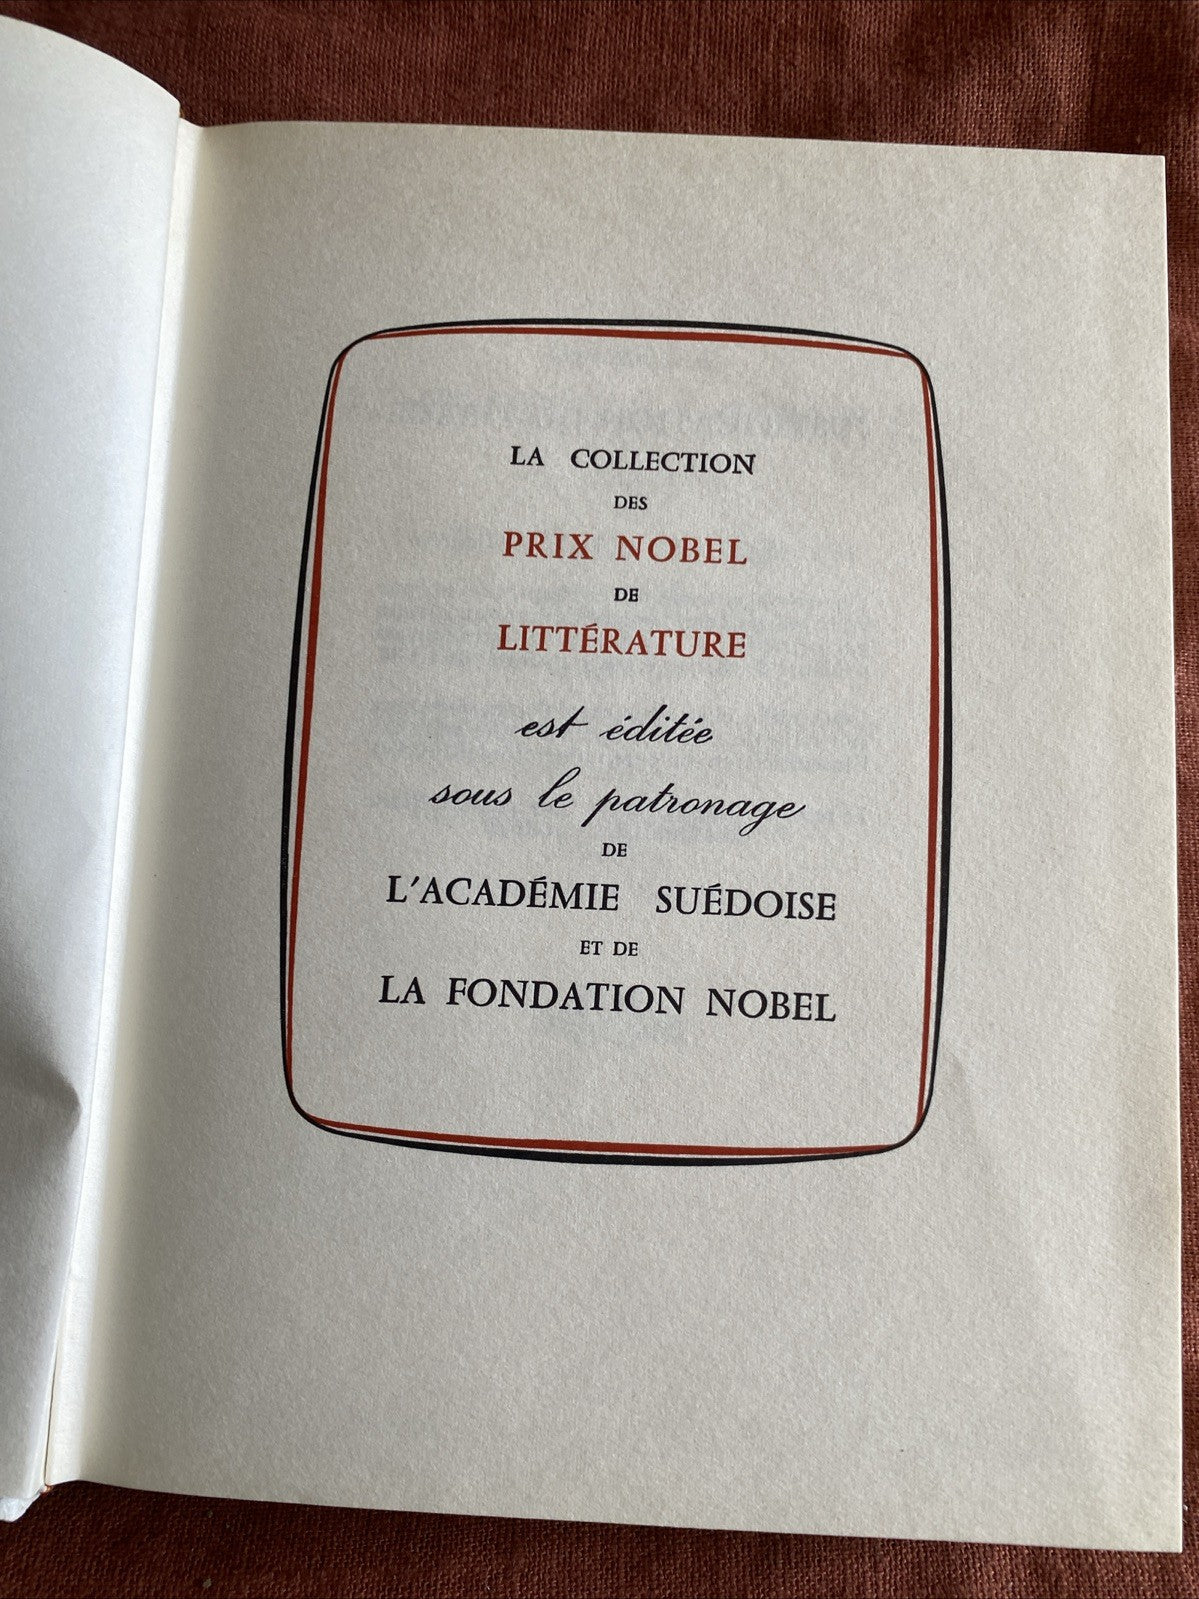 LA COLLECTION
DES
PRIX NOBEL
DE
LITTÉRATURE
est éditée
sous le patronage
DE
L'ACADÉMIE SUÉDOISE
ET DE
LA FONDATION NOBEL